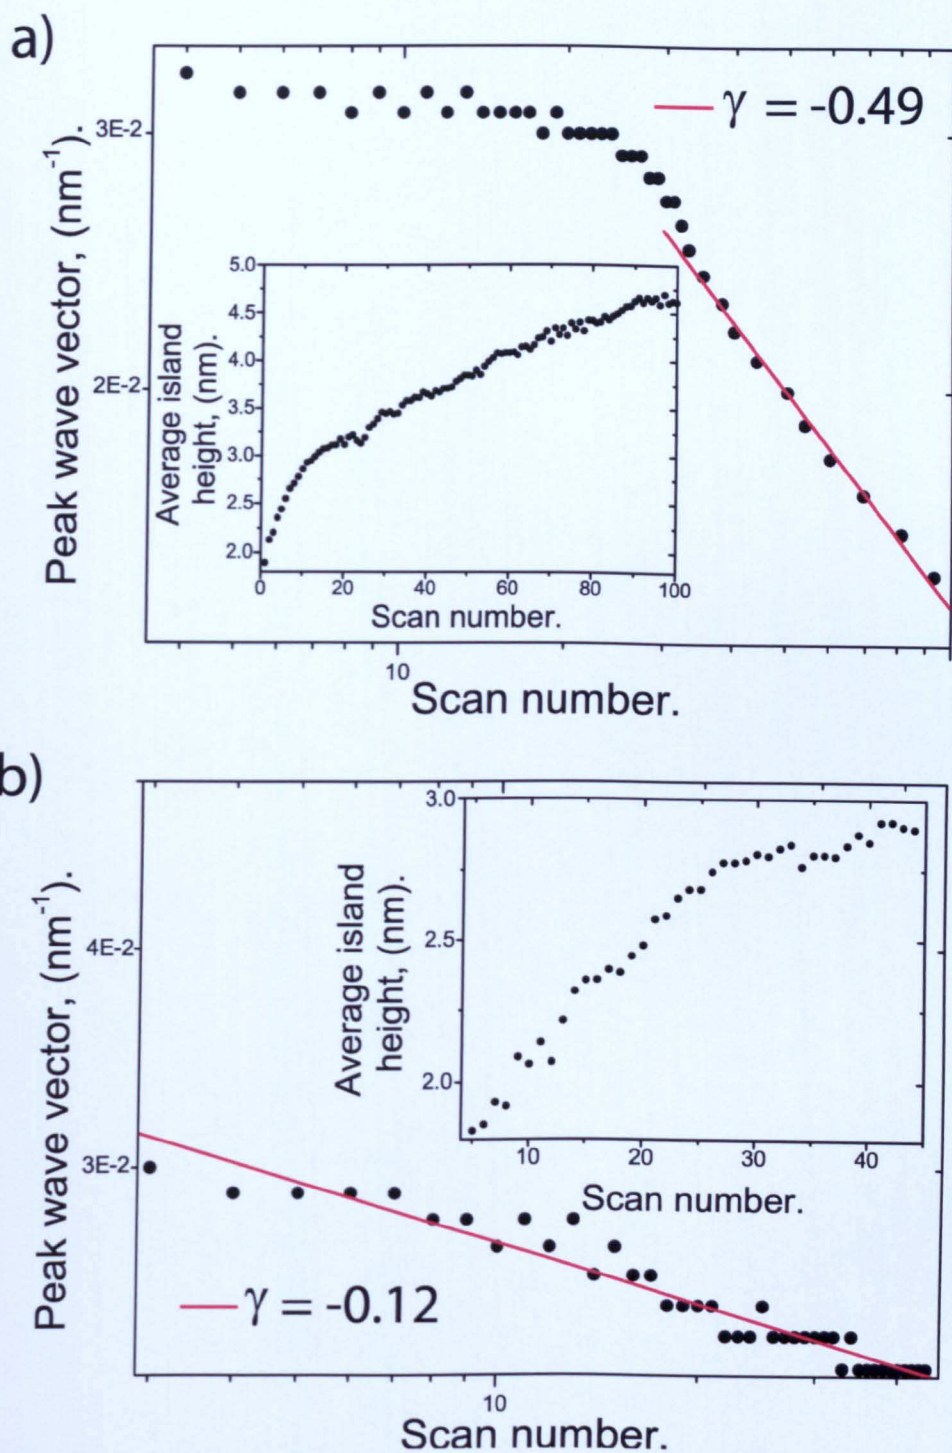 a)
γ = -0.49
3E-2
2E-2
Peak wave vector, (nm-1).
5.0
4.5
4.0
3.5
3.0
2.5
2.0
Average island
height, (nm).
0 20 40 60 80 100
Scan number.
10
Scan number.
b)
4E-2
3E-2
Peak wave vector, (nm-1).
3.0
2.5
2.0
Average island
height, (nm).
10 20 30 40
Scan number.
γ = -0.12
10
Scan number.